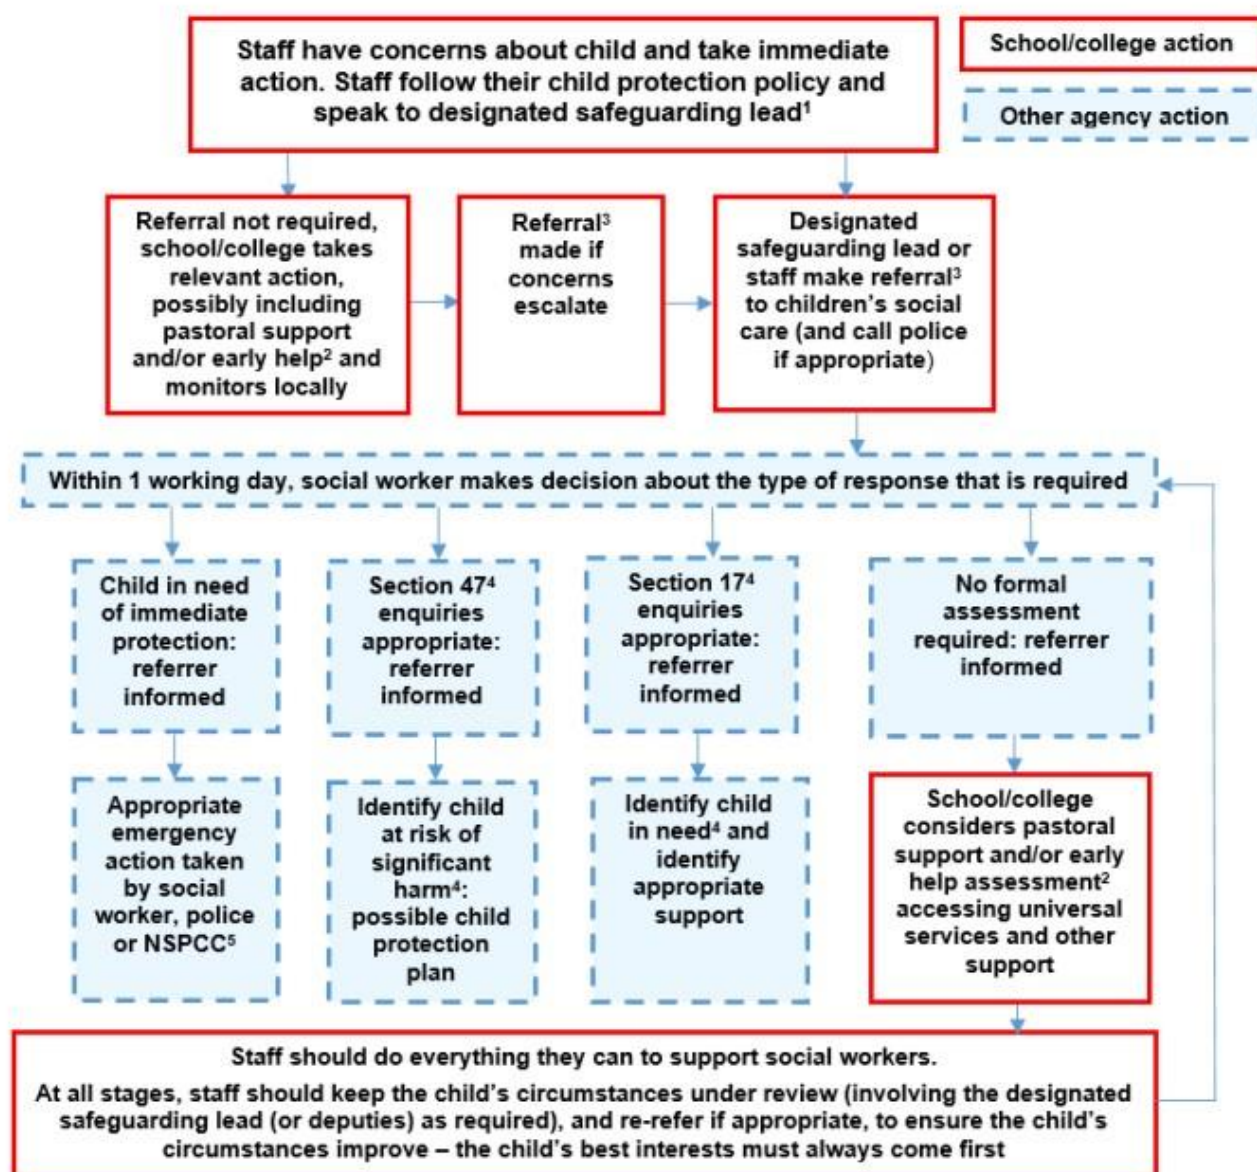 Staff have concerns about child and take immediate
action. Staff follow their child protection policy and
speak to designated safeguarding lead¹
School/college action
Other agency action
Referral not required,
school/college takes
relevant action,
possibly including
pastoral support
and/or early help² and
monitors locally
Referral³
made if
concerns
escalate
Designated
safeguarding lead or
staff make referral³
to children’s social
care (and call police
if appropriate)
Within 1 working day, social worker makes decision about the type of response that is required
Child in need
of immediate
protection:
referrer
informed
Section 47⁴
enquiries
appropriate:
referrer
informed
Section 17⁴
enquiries
appropriate:
referrer
informed
No formal
assessment
required: referrer
informed
Appropriate
emergency
action taken
by social
worker, police
or NSPCC⁵
Identify child
at risk of
significant
harm⁴:
possible child
protection
plan
Identify child
in need⁴ and
identify
appropriate
support
School/college
considers pastoral
support and/or early
help assessment²
accessing universal
services and other
support
Staff should do everything they can to support social workers.
At all stages, staff should keep the child’s circumstances under review (involving the designated
safeguarding lead (or deputies) as required), and re-refer if appropriate, to ensure the child’s
circumstances improve – the child’s best interests must always come first